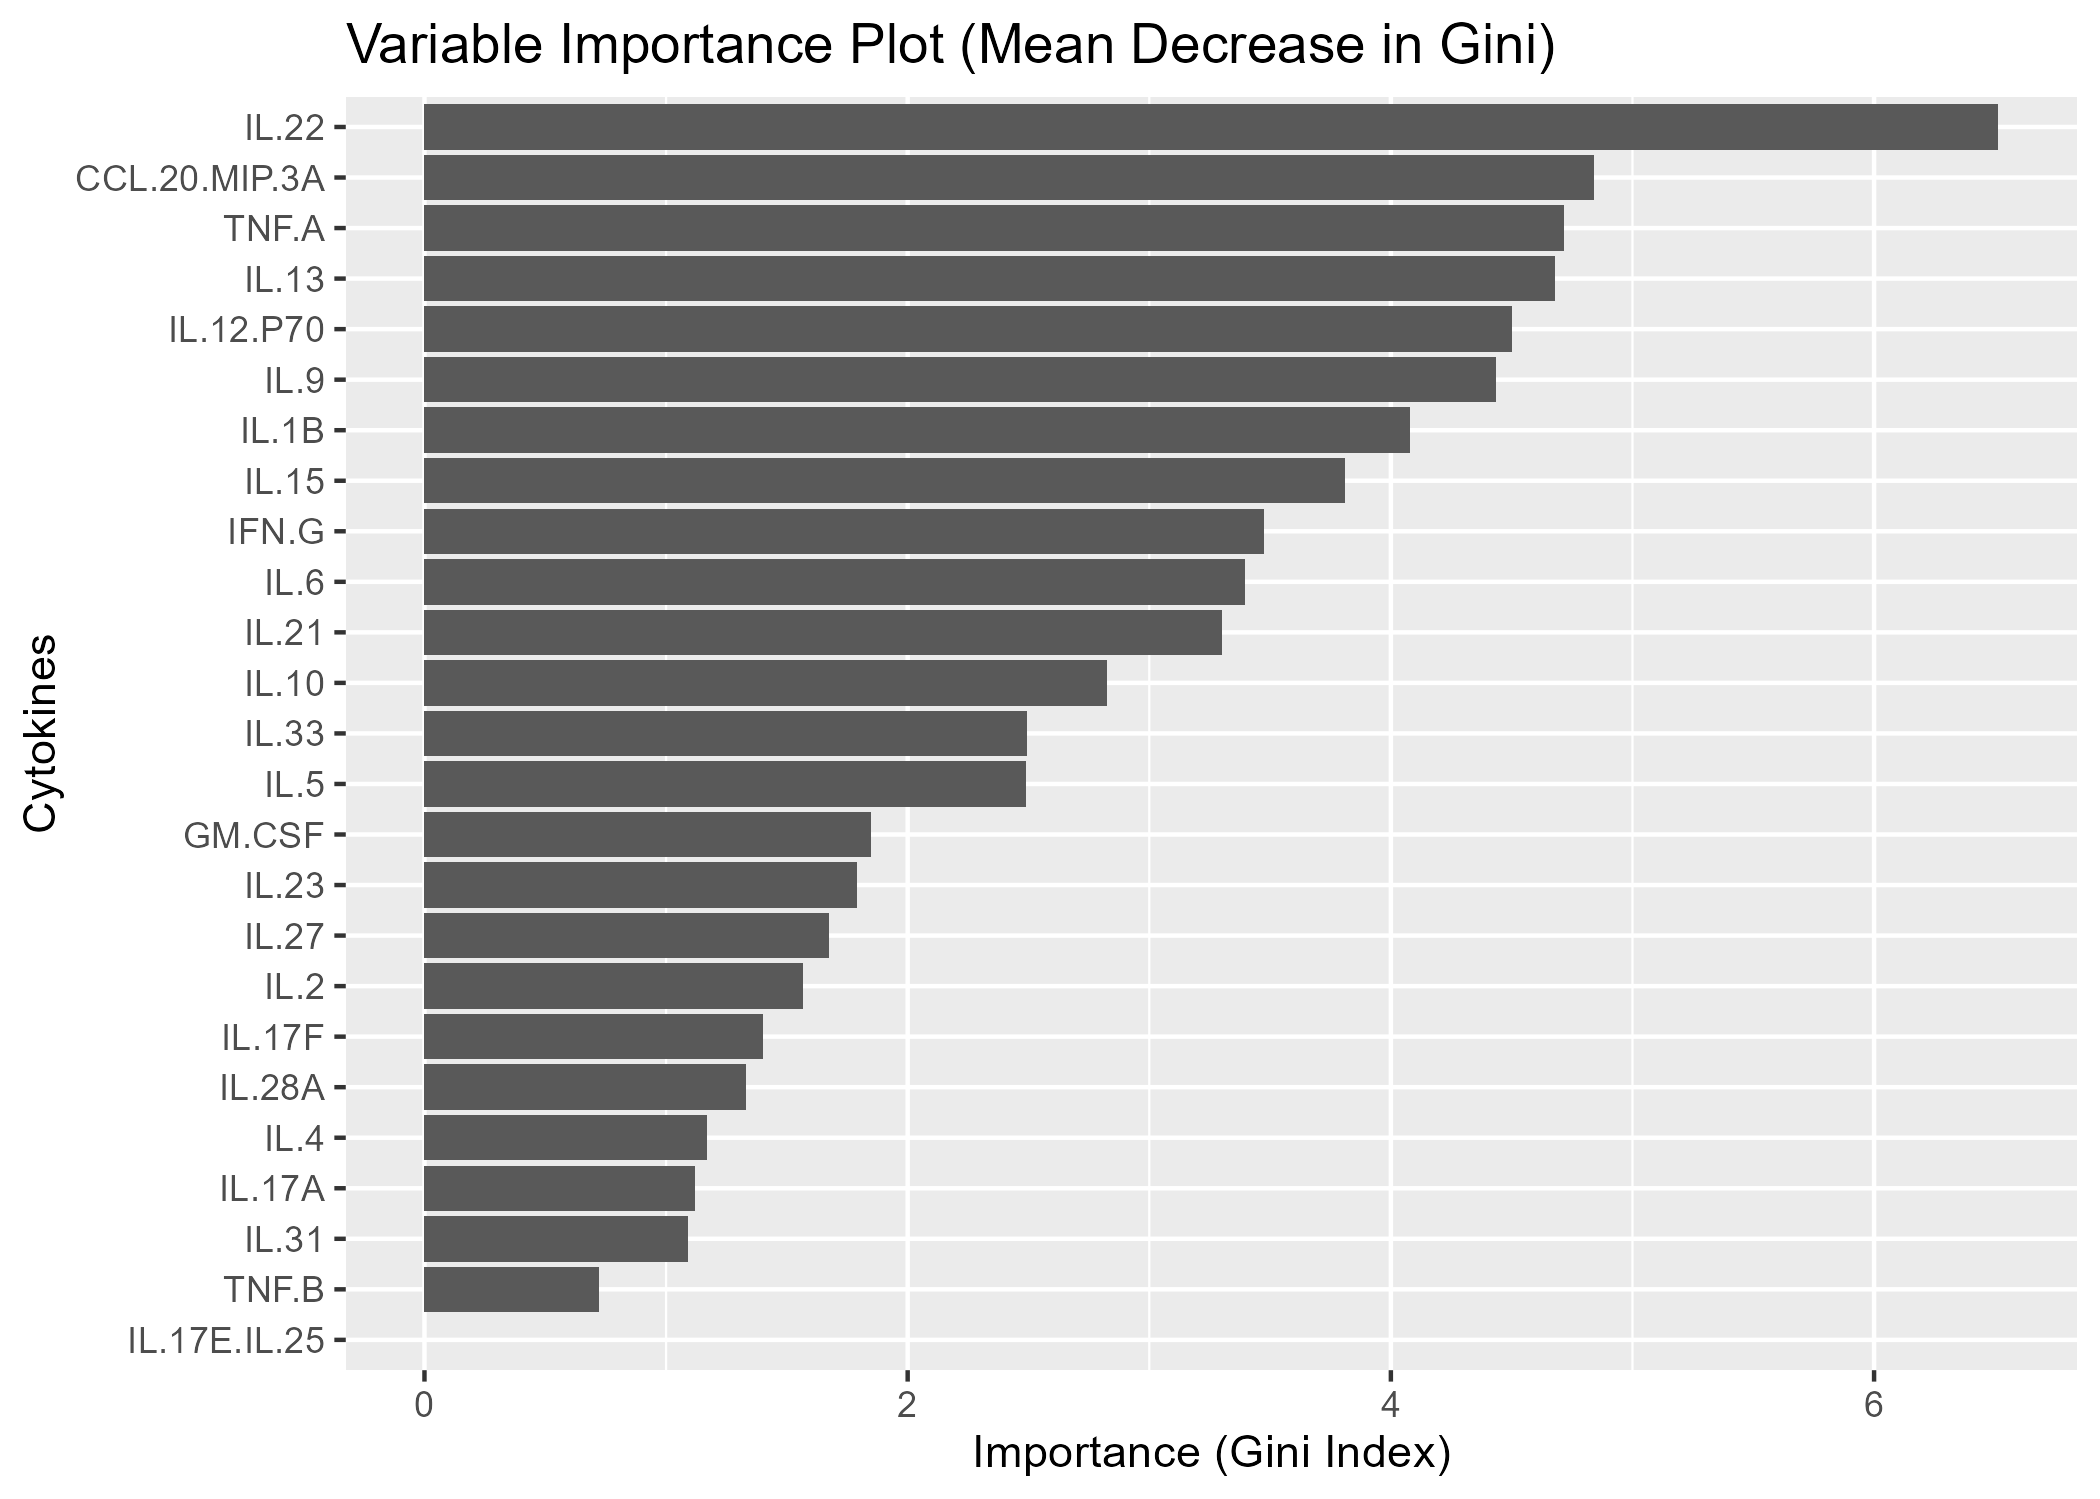 Variable Importance Plot (Mean Decrease in Gini)
Cytokines
IL.22
CCL.20.MIP.3A
TNF.A
IL.13
IL.12.P70
IL.9
IL.1B
IL.15
IFN.G
IL.6
IL.21
IL.10
IL.33
IL.5
GM.CSF
IL.23
IL.27
IL.2
IL.17F
IL.28A
IL.4
IL.17A
IL.31
TNF.B
IL.17E.IL.25
0 2 4 6
Importance (Gini Index)